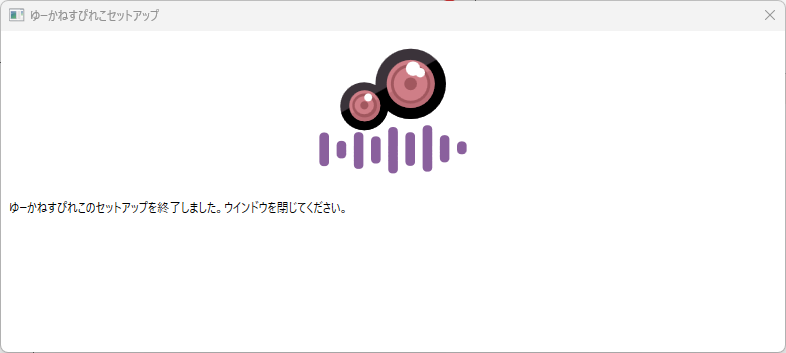 ゆーかねすぴれこセットアップ
ゆーかねすぴれこのセットアップを終了しました。ウインドウを閉じてください。